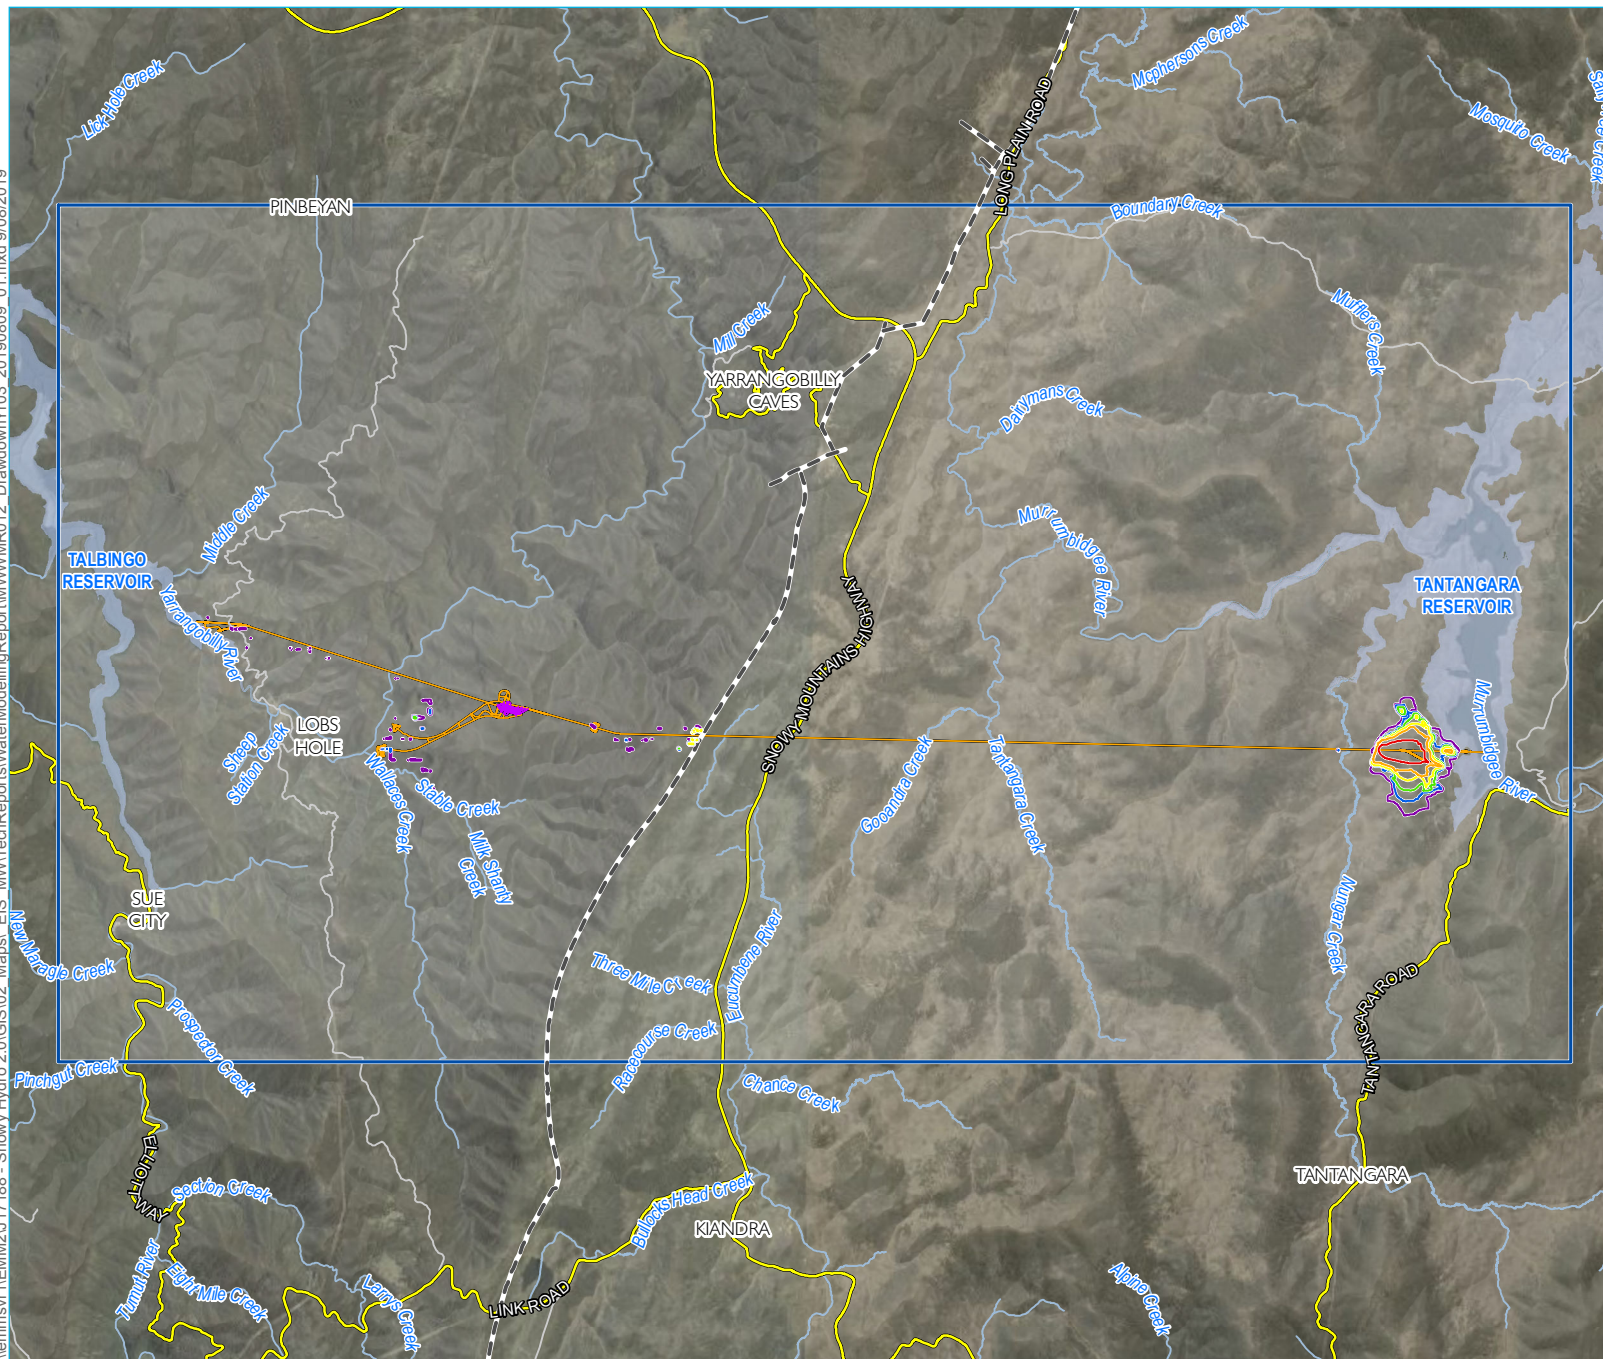 Lick Hole Creek
Mcphersons Creek
Mosquito Creek
LONG PLAIN ROAD
PINBEYAN
Boundary Creek
Mufflers Creek
Mill Creek
YARRANGOBILLY
CAVES
Dairymans Creek
Middle Creek
Murrumbidgee River
TALBINGO
RESERVOIR
TANTANGARA
RESERVOIR
Yarrangobilly River
SNOWY MOUNTAINS HIGHWAY
LOBS
HOLE
Sheep
Station Creek
Wallaces Creek
Stable Creek
Milk Shanty
Creek
Gooandra Creek
Tantangara Creek
Murrumbidgee River
SUE
CITY
New Maragle Creek
Three Mile Creek
Eucumbene River
Nungar Creek
TANTANGARA ROAD
Prospector Creek
Racecourse Creek
Pinchgut Creek
Chance Creek
ELLIOTT
WAY
Section Creek
Bullocks Head Creek
KIANDRA
TANTANGARA
Tumut River
Eight Mile Creek
Larrys Creek
LINK ROAD
Alpine Creek